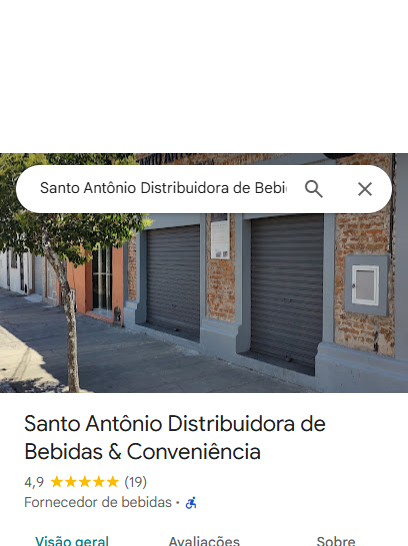 Santo Antônio Distribuidora de Bebi
Santo Antônio Distribuidora de
Bebidas & Conveniência
4,9 (19)
Fornecedor de bebidas ·
Visão geral Avaliações Sobre